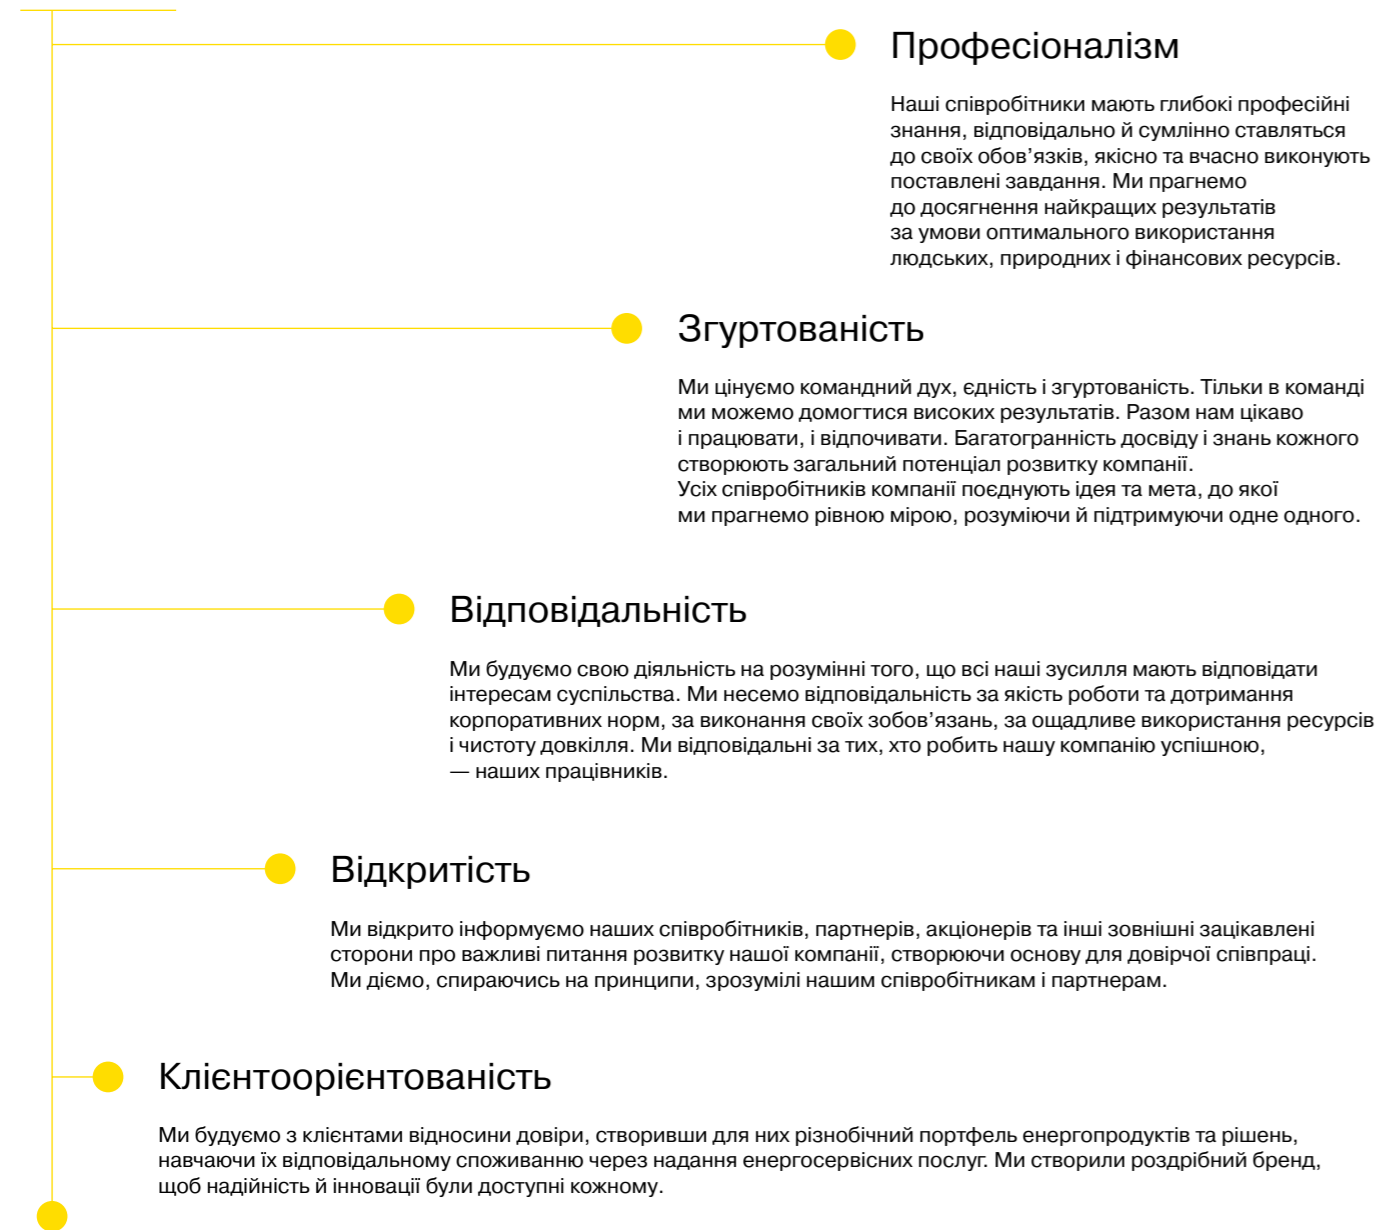 Професіоналізм
Наші співробітники мають глибокі професійні
знання, відповідально й сумлінно ставляться
до своїх обов’язків, якісно та вчасно виконують
поставлені завдання. Ми прагнемо
до досягнення найкращих результатів
за умови оптимального використання
людських, природних і фінансових ресурсів.
Згуртованість
Ми цінуємо командний дух, єдність і згуртованість. Тільки в команді
ми можемо домогтися високих результатів. Разом нам цікаво
і працювати, і відпочивати. Багатогранність досвіду і знань кожного
створюють загальний потенціал розвитку компанії.
Усіх співробітників компанії поєднують ідея та мета, до якої
ми прагнемо рівною мірою, розуміючи й підтримуючи одне одного.
Відповідальність
Ми будуємо свою діяльність на розумінні того, що всі наші зусилля мають відповідати
інтересам суспільства. Ми несемо відповідальність за якість роботи та дотримання
корпоративних норм, за виконання своїх зобов’язань, за ощадливе використання ресурсів
і чистоту довкілля. Ми відповідальні за тих, хто робить нашу компанію успішною,
— наших працівників.
Відкритість
Ми відкрито інформуємо наших співробітників, партнерів, акціонерів та інші зовнішні зацікавлені
сторони про важливі питання розвитку нашої компанії, створюючи основу для довірчої співпраці.
Ми діємо, спираючись на принципи, зрозумілі нашим співробітникам і партнерам.
Клієнтоорієнтованість
Ми будуємо з клієнтами відносини довіри, створивши для них різнобічний портфель енергопродуктів та рішень,
навчаючи їх відповідальному споживанню через надання енергосервісних послуг. Ми створили роздрібний бренд,
щоб надійність й інновації були доступні кожному.